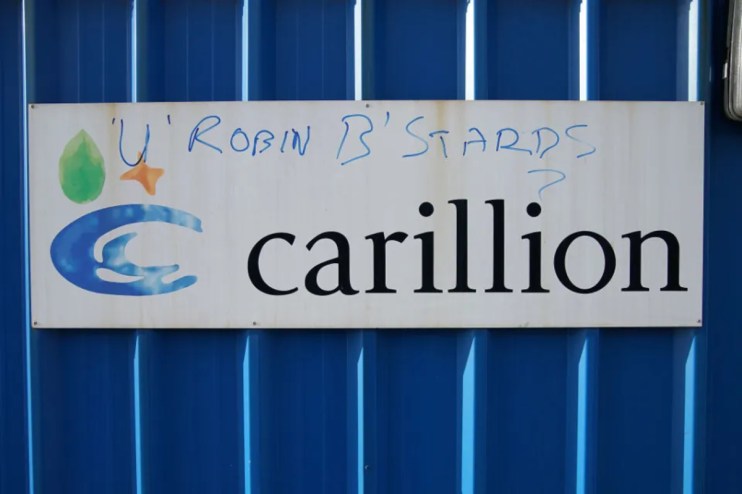 'U' ROBIN B'STARDS
?
carillion